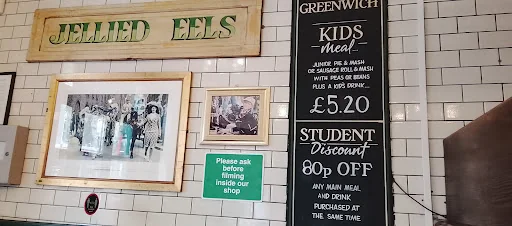 JELLIED EELS
GREENWICH
KIDS
Meal...
JUNIOR PIE & MASH
OR SAUSAGE ROLL & MASH
WITH PEAS OR BEANS
PLUS A KIDS DRINK...
£5.20
STUDENT
Discount
80p OFF
ANY MAIN MEAL
AND DRINK
PURCHASED AT
THE SAME TIME
Please ask
before
filming
inside our
shop